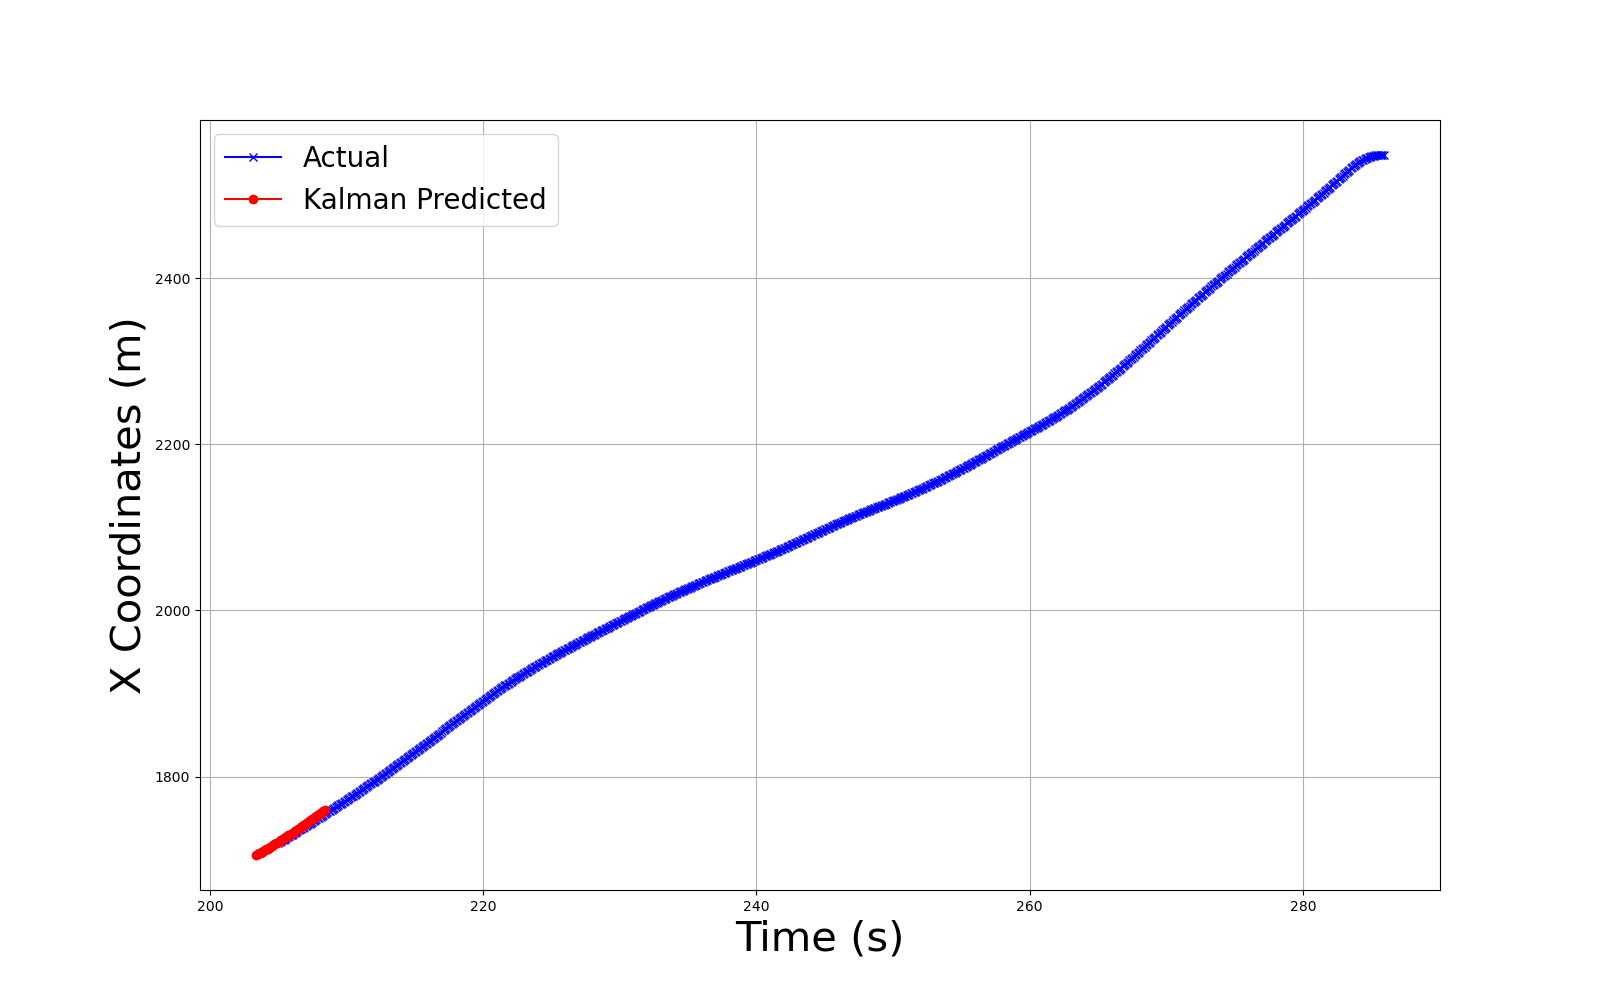 Actual
Kalman Predicted
2400
2200
2000
1800
X Coordinates (m)
200 220 240 260 280
Time (s)